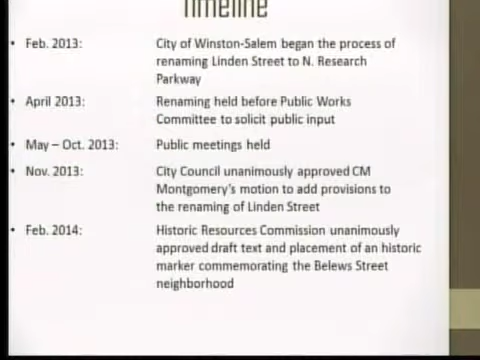 Timeline
• Feb. 2013: City of Winston-Salem began the process of
renaming Linden Street to N. Research
Parkway
• April 2013: Renaming held before Public Works
Committee to solicit public input
• May – Oct. 2013: Public meetings held
• Nov. 2013: City Council unanimously approved CM
Montgomery's motion to add provisions to
the renaming of Linden Street
• Feb. 2014: Historic Resources Commission unanimously
approved draft text and placement of an historic
marker commemorating the Belews Street
neighborhood